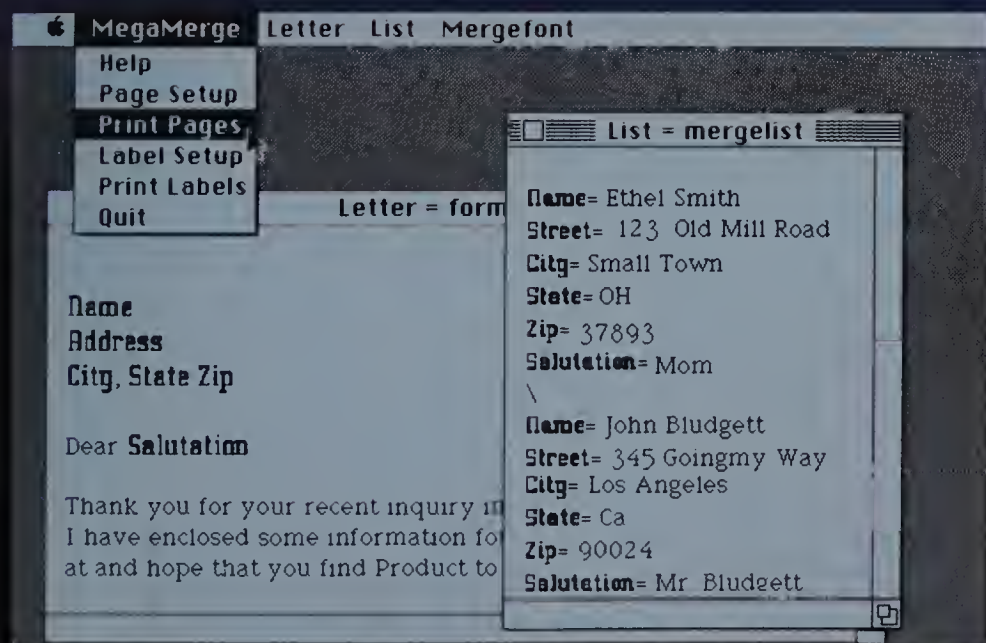 MegaMerge Letter List Mergefont
Help
Page Setup
Print Pages
Label Setup
Print Labels
Quit
Letter = form
Name
Address
City, State Zip
Dear Salutation
Thank you for your recent inquiry
I have enclosed some information fo
at and hope that you find Product to
List = mergelist
Name= Ethel Smith
Street= 123 Old Mill Road
City= Small Town
State= OH
Zip= 37893
Salutation= Mom
\
Name= John Bludgett
Street= 345 Goingmy Way
City= Los Angeles
State= Ca
Zip= 90024
Salutation= Mr Bludgett